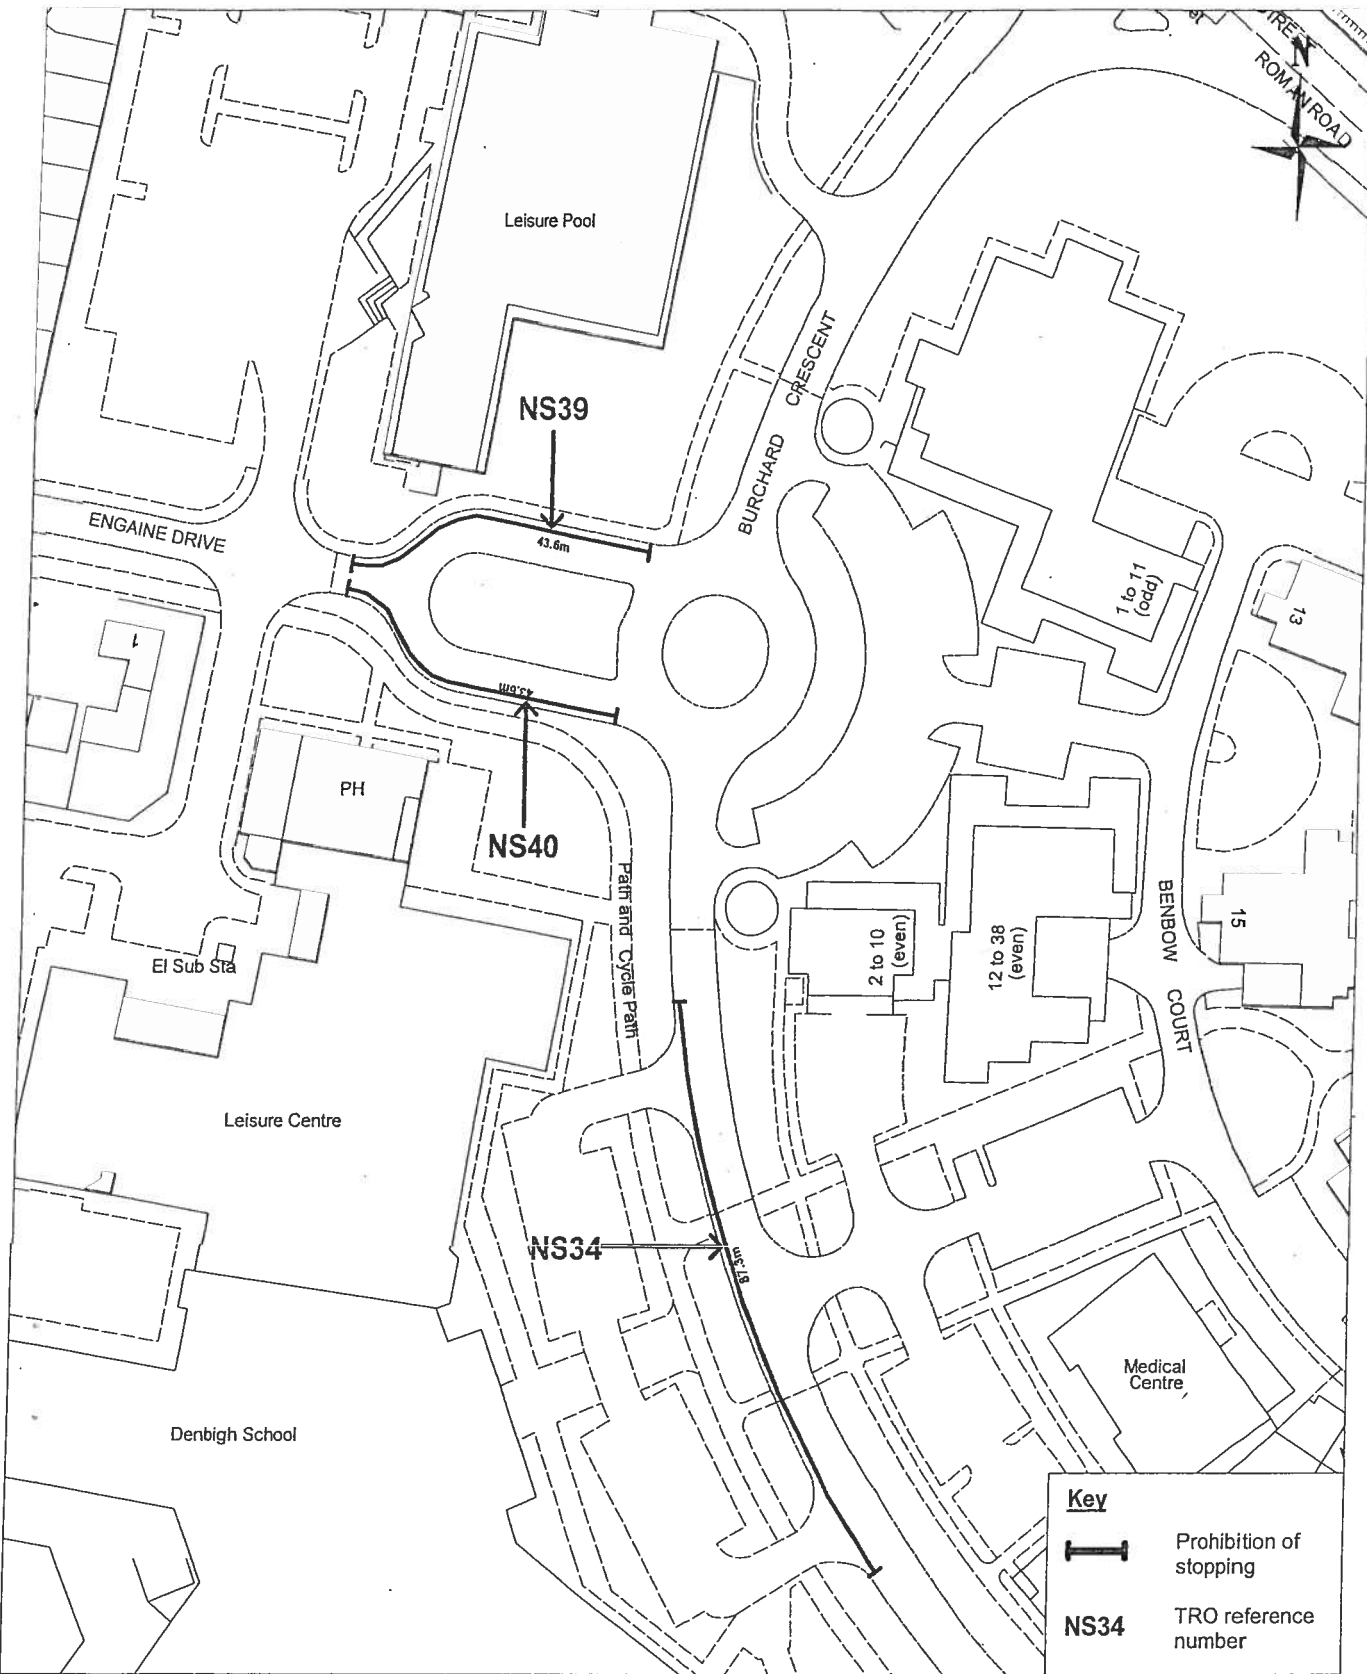 STREET
N
ROMAN ROAD
Leisure Pool
BURCHARD CRESCENT
NS39
43.6m
ENGAINE DRIVE
1 to 11
(odd)
13
1
43.6m
PH
NS40
Path and Cycle Path
2 to 10
(even)
12 to 38
(even)
BENBOW COURT
15
El Sub Sta
Leisure Centre
NS34
87.3m
Medical
Centre
Denbigh School
Key
Prohibition of
stopping
NS34
TRO reference
number